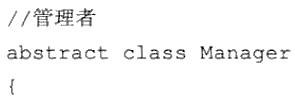 //管理者
abstract class Manager
{